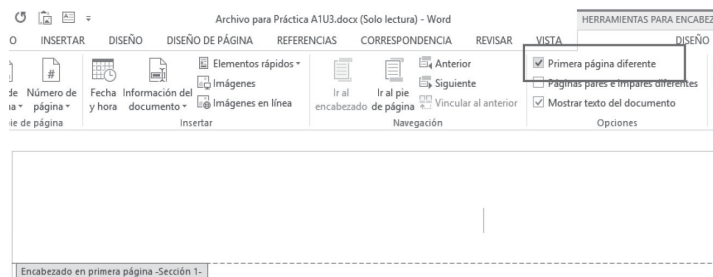 Archivo para Práctica A1U3.docx (Solo lectura) - Word
HERRAMIENTAS PARA ENCABEZ
O INSERTAR DISEÑO DISEÑO DE PÁGINA REFERENCIAS CORRESPONDENCIA REVISAR VISTA DISEÑO
de Número de página
Fecha y hora
Información del documento
Elementos rápidos
Imágenes
Imágenes en línea
Ir al encabezado
Ir al pie de página
Anterior
Siguiente
Vincular al anterior
Primera página diferente
Páginas pares e impares diferentes
Mostrar texto del documento
ie de página Insertar Navegación Opciones
Encabezado en primera página -Sección 1-